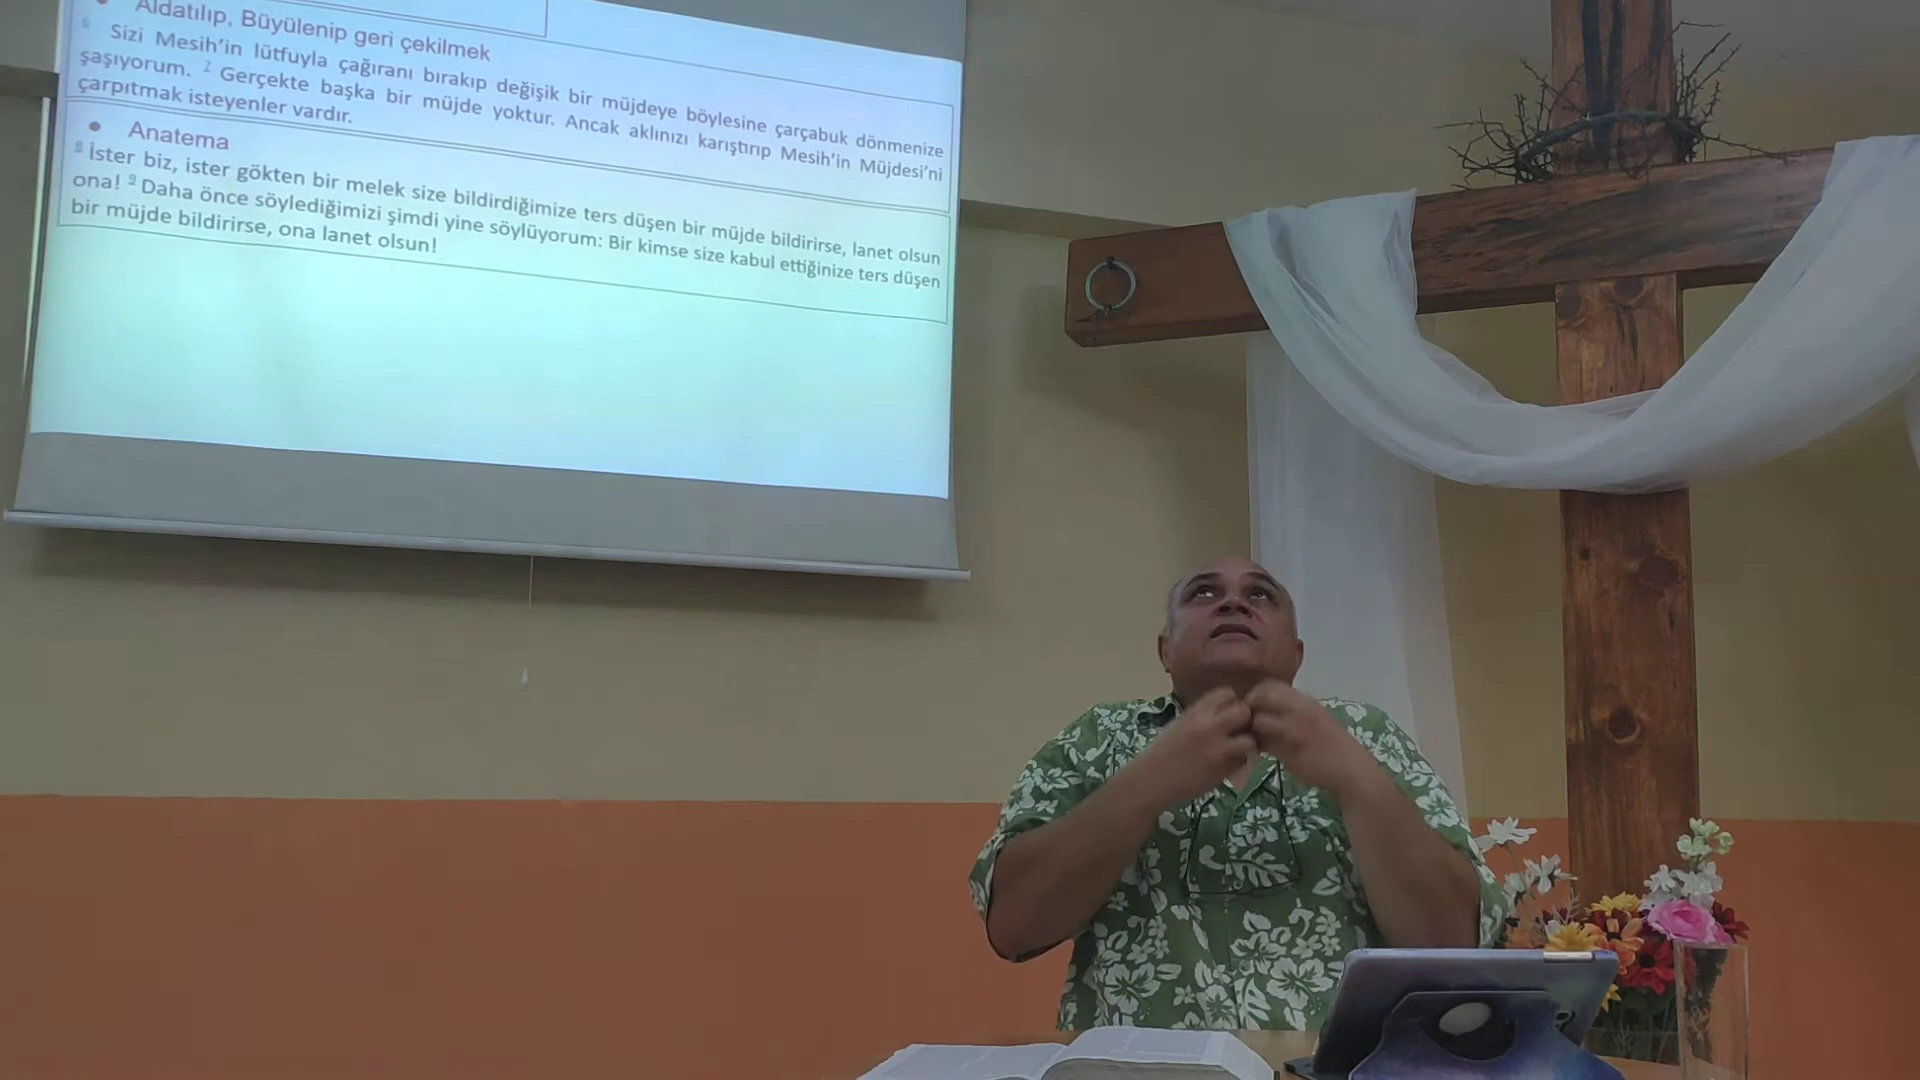 • Aldatılıp, Büyülenip geri çekilmek
⁶ Sizi Mesih’in lütfuyla çağıranı bırakıp değişik bir müjdeye böylesine çarçabuk dönmenize
şaşıyorum. ⁷ Gerçekte başka bir müjde yoktur. Ancak aklınızı karıştırıp Mesih’in Müjdesi’ni
çarpıtmak isteyenler vardır.
• Anatema
⁸ İster biz, ister gökten bir melek size bildirdiğimize ters düşen bir müjde bildirirse, lanet olsun
ona! ⁹ Daha önce söylediğimizi şimdi yine söylüyorum: Bir kimse size kabul ettiğinize ters düşen
bir müjde bildirirse, ona lanet olsun!